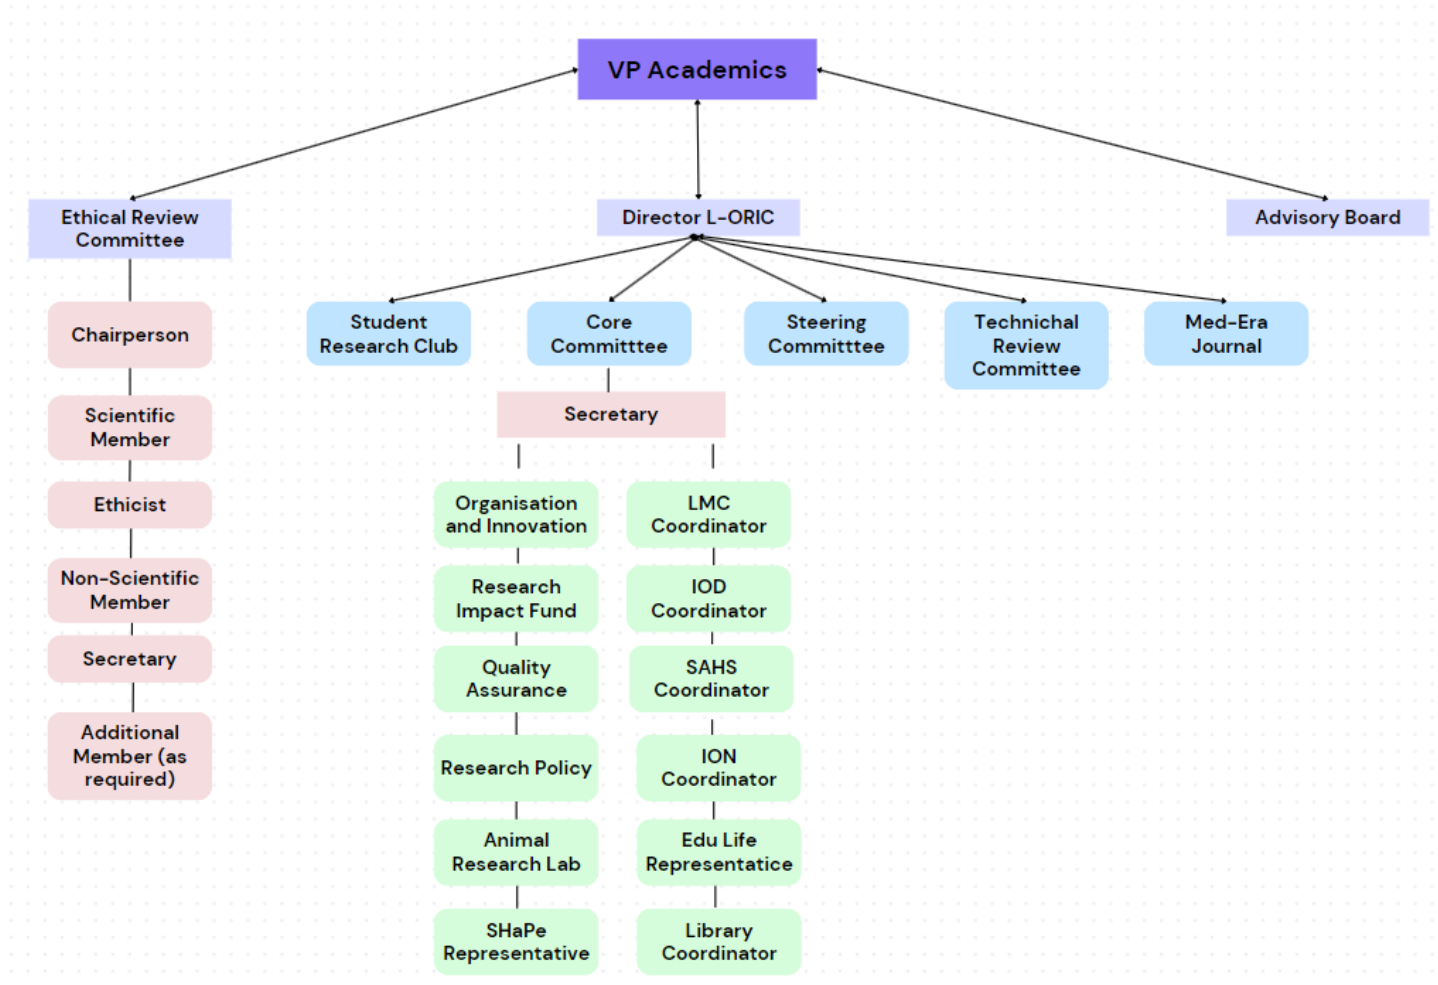 VP Academics
Ethical Review
Committee
Director L-ORIC
Advisory Board
Chairperson
Scientific
Member
Ethicist
Non-Scientific
Member
Secretary
Additional
Member (as
required)
Student
Research Club
Core
Committtee
Steering
Committtee
Technichal
Review
Committee
Med-Era
Journal
Secretary
Organisation
and Innovation
Research
Impact Fund
Quality
Assurance
Research Policy
Animal
Research Lab
SHaPe
Representative
LMC
Coordinator
IOD
Coordinator
SAHS
Coordinator
ION
Coordinator
Edu Life
Representatice
Library
Coordinator